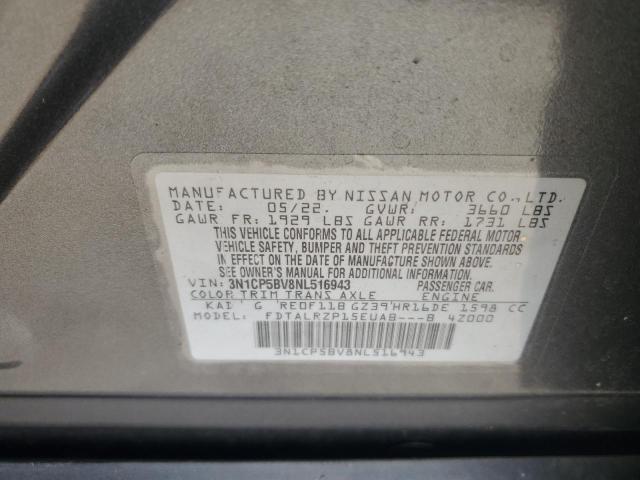 MANUFACTURED BY NISSAN MOTOR CO., LTD.
DATE: 05/22. GVWR: 3660 LBS
GAWR FR: 1929 LBS GAWR RR: 1731 LBS
THIS VEHICLE CONFORMS TO ALL APPLICABLE FEDERAL MOTOR
VEHICLE SAFETY, BUMPER AND THEFT PREVENTION STANDARDS
IN EFFECT ON THE DATE OF MANUFACTURE SHOWN ABOVE.
SEE OWNER'S MANUAL FOR ADDITIONAL INFORMATION.
VIN: 3N1CP5BV8NL516943 PASSENGER CAR.
COLOR TRIM TRANS AXLE ENGINE
KAI G RE0F11B GZ39 HR16DE 1598 CC
MODEL: FDTALRZP15EUAB---B 4Z000
3N1CP5BV8NL516943